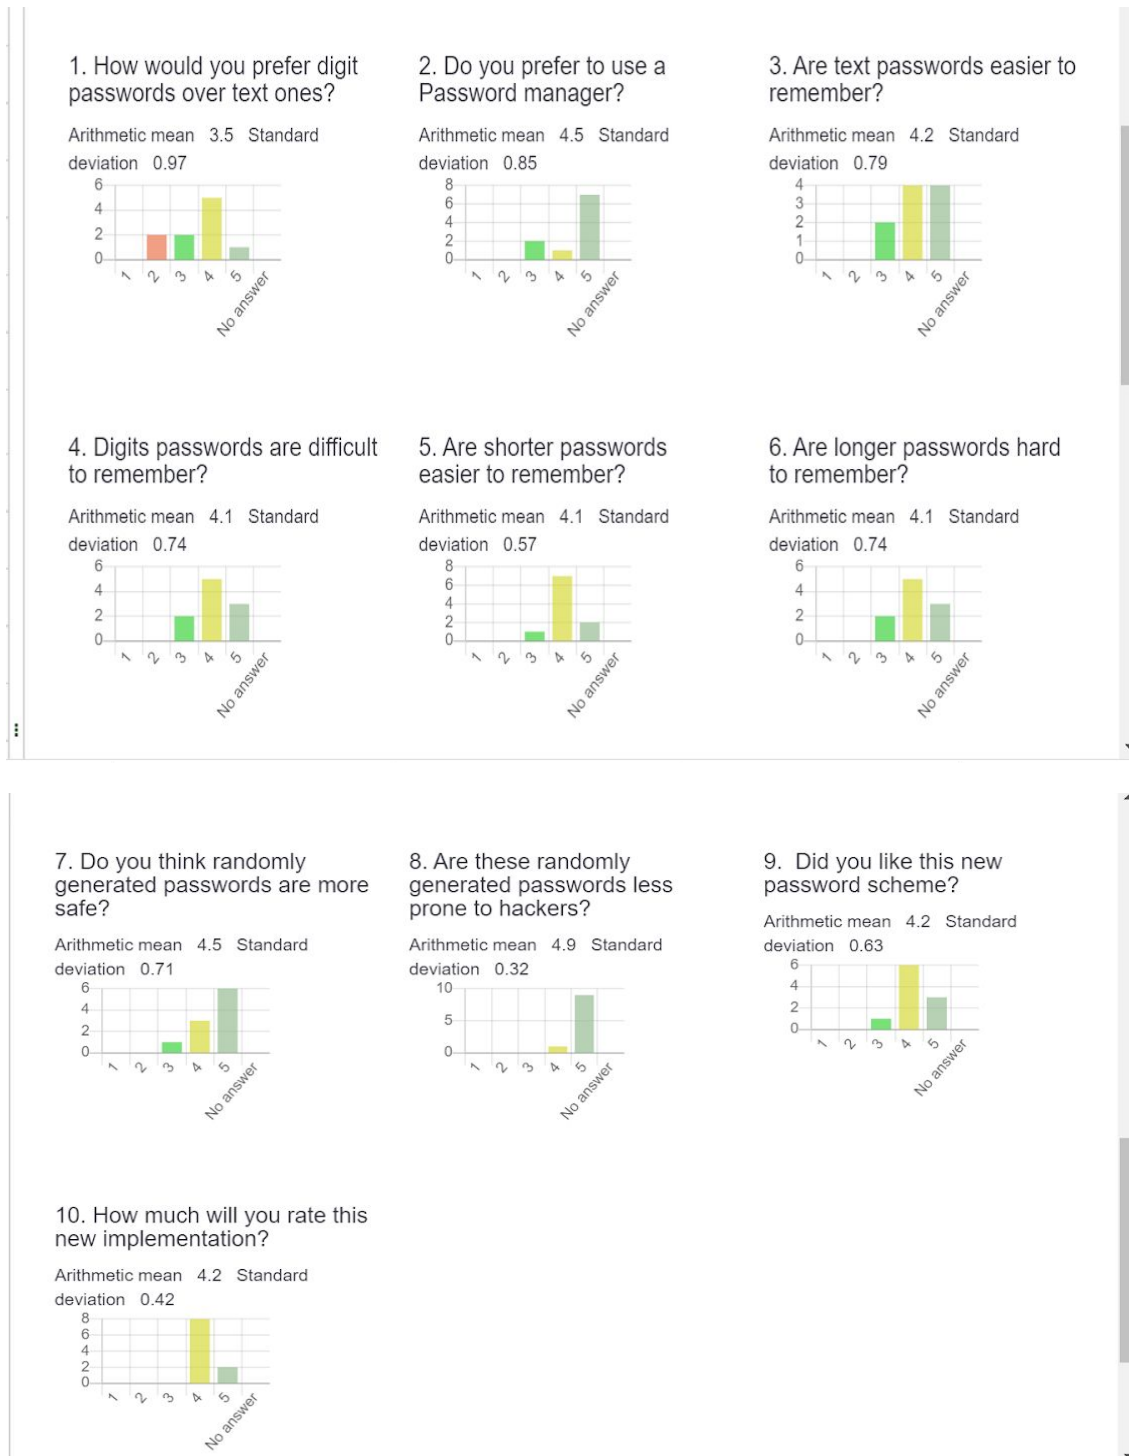 1. How would you prefer digit
passwords over text ones?
Arithmetic mean 3.5 Standard
deviation 0.97
6
4
2
0
1 2 3 4 5 No answer
2. Do you prefer to use a
Password manager?
Arithmetic mean 4.5 Standard
deviation 0.85
8
6
4
2
0
1 2 3 4 5 No answer
3. Are text passwords easier to
remember?
Arithmetic mean 4.2 Standard
deviation 0.79
4
3
2
1
0
1 2 3 4 5 No answer
4. Digits passwords are difficult
to remember?
Arithmetic mean 4.1 Standard
deviation 0.74
6
4
2
0
1 2 3 4 5 No answer
5. Are shorter passwords
easier to remember?
Arithmetic mean 4.1 Standard
deviation 0.57
8
6
4
2
0
1 2 3 4 5 No answer
6. Are longer passwords hard
to remember?
Arithmetic mean 4.1 Standard
deviation 0.74
6
4
2
0
1 2 3 4 5 No answer
7. Do you think randomly
generated passwords are more
safe?
Arithmetic mean 4.5 Standard
deviation 0.71
6
4
2
0
1 2 3 4 5 No answer
8. Are these randomly
generated passwords less
prone to hackers?
Arithmetic mean 4.9 Standard
deviation 0.32
10
5
0
1 2 3 4 5 No answer
9. Did you like this new
password scheme?
Arithmetic mean 4.2 Standard
deviation 0.63
6
4
2
0
1 2 3 4 5 No answer
10. How much will you rate this
new implementation?
Arithmetic mean 4.2 Standard
deviation 0.42
8
6
4
2
0
1 2 3 4 5 No answer